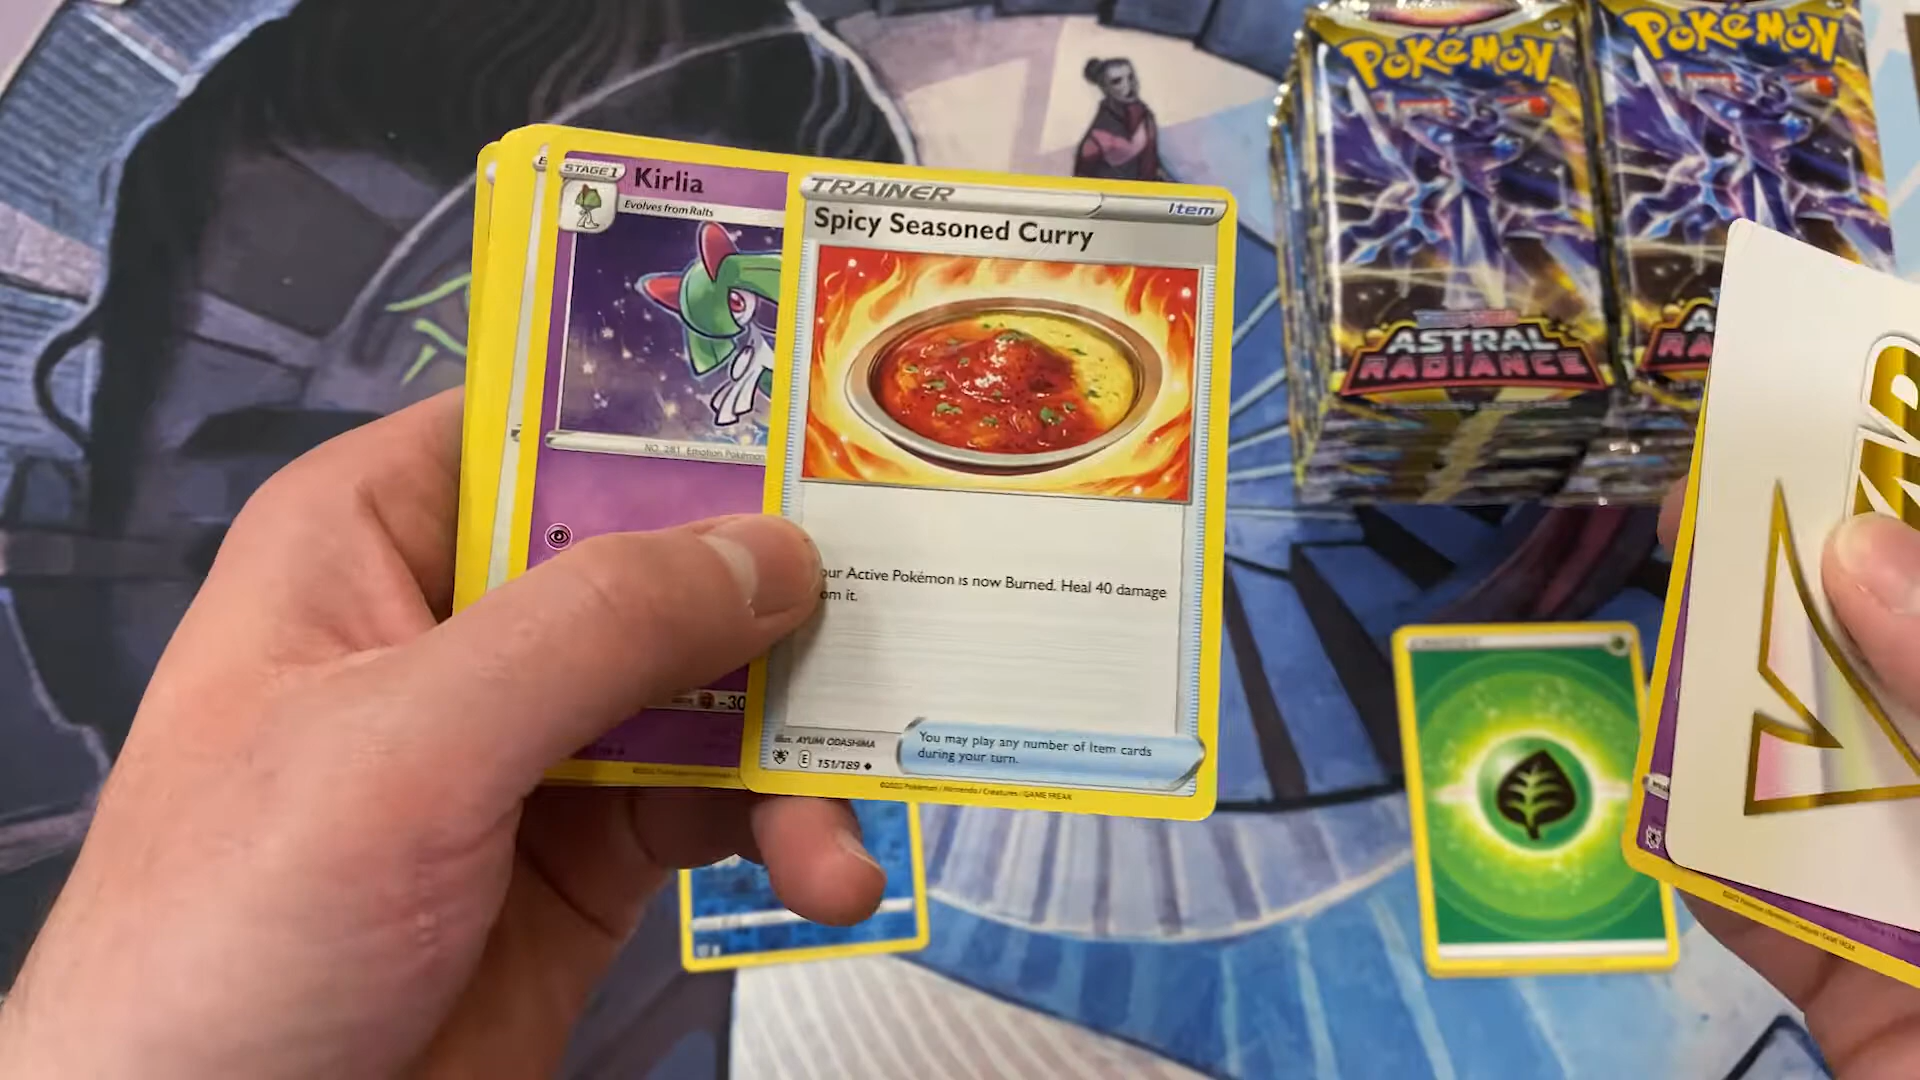 POKÉMON
ASTRAL
RADIANCE
POKÉMON
STAGE 1
Kirlia
Evolves from Ralts
NO. 281 Emotion Pokémon
-30
TRAINER
Item
Spicy Seasoned Curry
our Active Pokémon is now Burned. Heal 40 damage
om it.
You may play any number of Item cards
during your turn.
illus. AYUMI ODASHIMA
E 151/189
©2022 Pokémon / Nintendo / Creatures / GAME FREAK